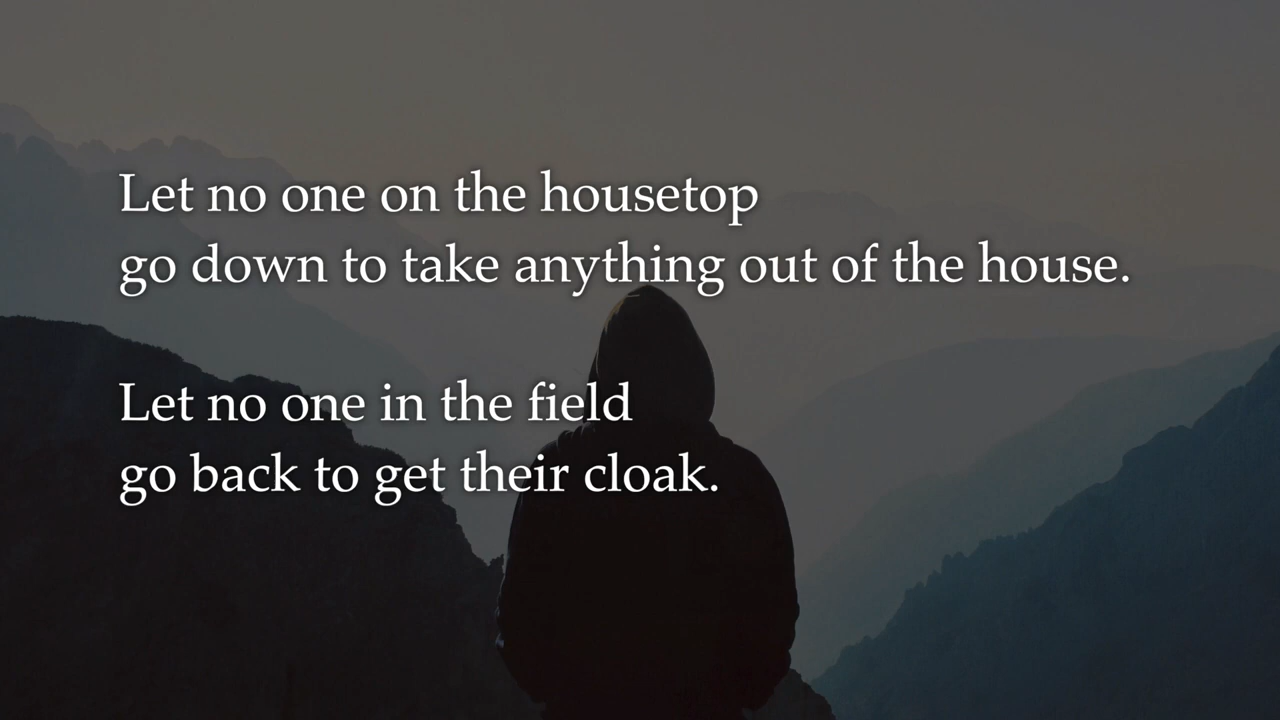 Let no one on the housetop
go down to take anything out of the house.
Let no one in the field
go back to get their cloak.